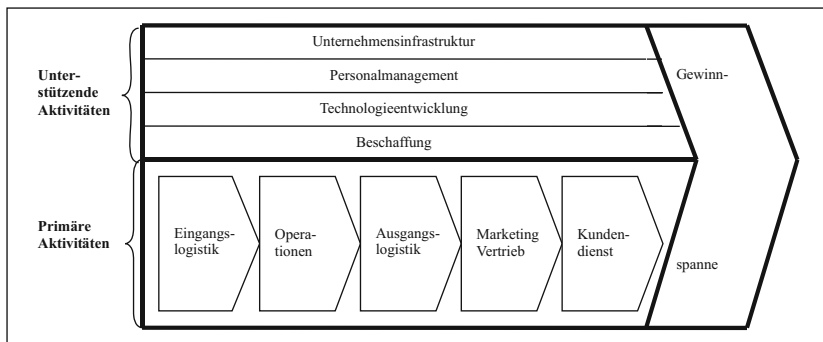 Unternehmensinfrastruktur
Unter-
stützende
Aktivitäten
Personalmanagement
Gewinn-
Technologieentwicklung
Beschaffung
Primäre
Aktivitäten
Eingangs-
logistik
Opera-
tionen
Ausgangs-
logistik
Marketing
Vertrieb
Kunden-
dienst
spanne